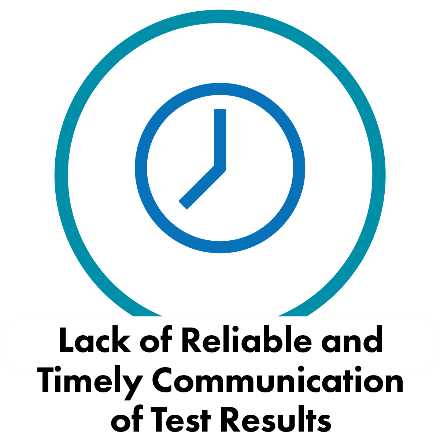 Lack of Reliable and
Timely Communication
of Test Results